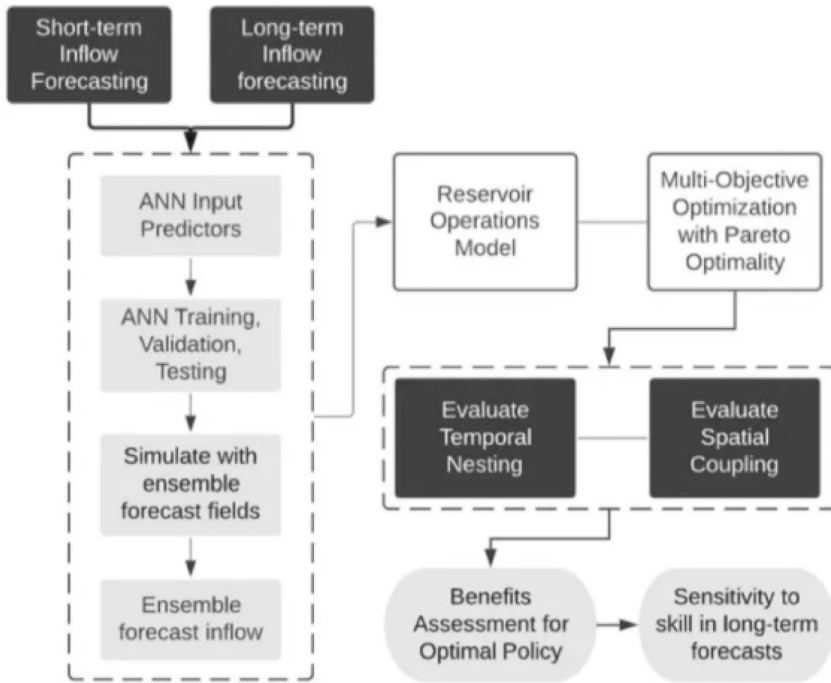 Short-term
Inflow
Forecasting
Long-term
Inflow
forecasting
ANN Input
Predictors
ANN Training,
Validation,
Testing
Simulate with
ensemble
forecast fields
Ensemble
forecast inflow
Reservoir
Operations
Model
Multi-Objective
Optimization
with Pareto
Optimality
Evaluate
Temporal
Nesting
Evaluate
Spatial
Coupling
Benefits
Assessment for
Optimal Policy
Sensitivity to
skill in long-term
forecasts